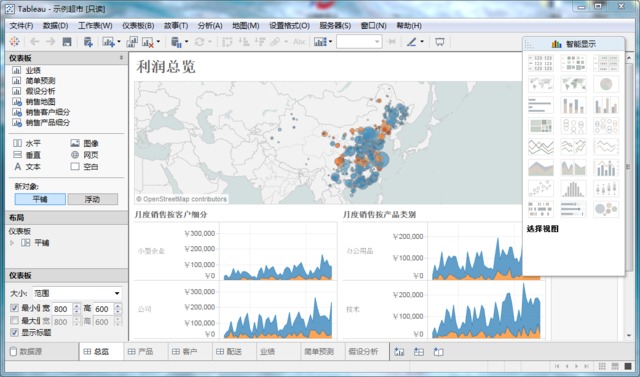 Tableau - 示例超市 [只读]
文件(F) 数据(D) 工作表(W) 仪表板(B) 故事(T) 分析(A) 地图(M) 设置格式(O) 服务器(S) 窗口(N) 帮助(H)
仪表板
业绩
简单预测
假设分析
销售地图
销售客户细分
销售产品细分
水平 图像
垂直 网页
A 文本 空白
新对象:
平铺 浮动
布局
仪表板
平铺
仪表板
大小: 范围
宽 800 高 600
宽 800 高 600
显示标题
利润总览
© OpenStreetMap contributors
月度销售按客户细分
小型企业
¥300,000
¥200,000
¥100,000
¥0
公司
¥300,000
¥200,000
¥100,000
¥0
月度销售按产品类别
办公用品
¥200,000
¥100,000
¥0
技术
¥200,000
¥100,000
¥0
智能显示
选择视图
数据源 总览 产品 客户 配送 业绩 简单预测 假设分析